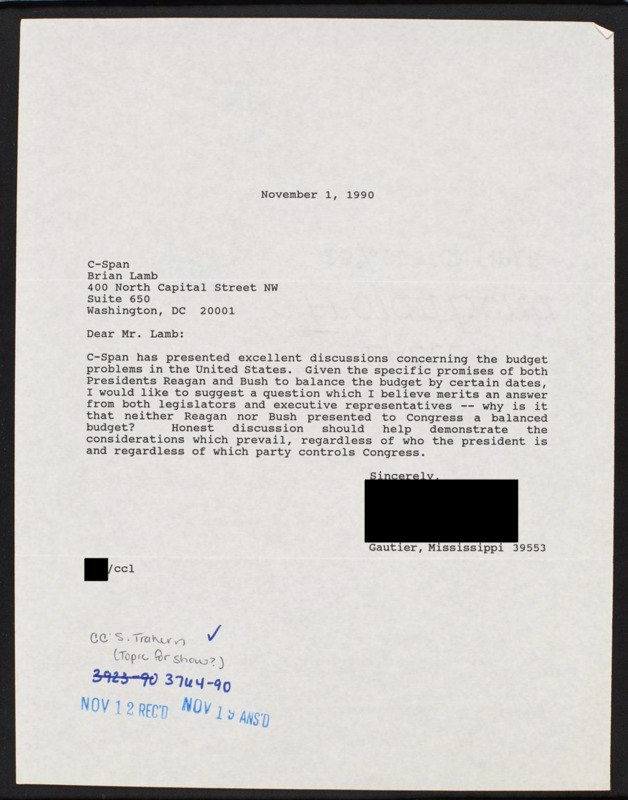 November 1, 1990
C-Span
Brian Lamb
400 North Capital Street NW
Suite 650
Washington, DC  20001
Dear Mr. Lamb:
C-Span has presented excellent discussions concerning the budget
problems in the United States.  Given the specific promises of both
Presidents Reagan and Bush to balance the budget by certain dates,
I would like to suggest a question which I believe merits an answer
from both legislators and executive representatives -- why is it
that neither Reagan nor Bush presented to Congress a balanced
budget?  Honest discussion should help demonstrate the
considerations which prevail, regardless of who the president is
and regardless of which party controls Congress.
Sincerely,
Gautier, Mississippi 39553
/ccl
CC: S. Trahern ✓
(Topic for show?)
3923-90 3744-90
NOV 12 REC'D NOV 15 ANS'D